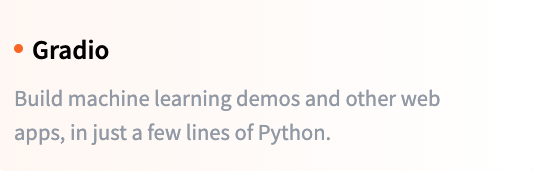 Gradio
Build machine learning demos and other web
apps, in just a few lines of Python.